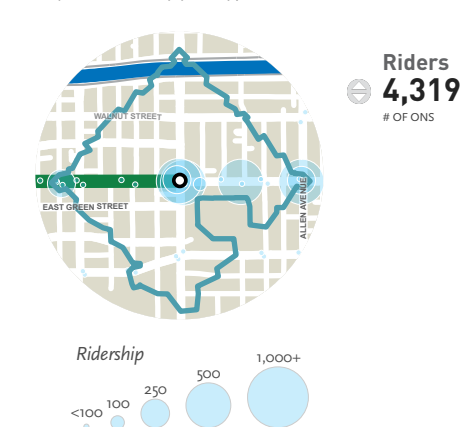 Riders
4,319
# OF ONS
WALNUT STREET
EAST GREEN STREET
ALLEN AVENUE
Ridership
<100
100
250
500
1,000+